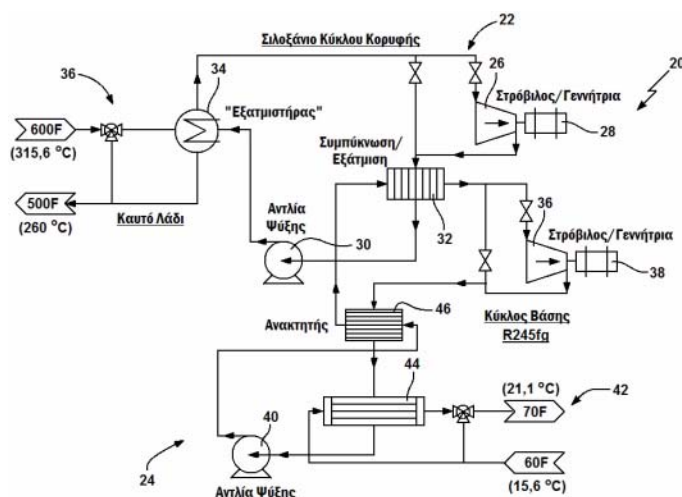 Σιλοξάνιο Κύκλου Κορυφής
22
36
34
26
20
"Εξατμιστήρας"
Στρόβιλος/Γεννήτρια
600F
(315,6 °C)
28
Συμπύκνωση/
Εξάτμιση
500F
(260 °C)
Καυτό Λάδι
Αντλία
Ψύξης
30
32
36
Στρόβιλος/Γεννήτρια
38
46
Ανακτητής
Κύκλος Βάσης
R245fg
44
(21,1 °C)
42
70F
40
24
60F
(15,6 °C)
Αντλία Ψύξης